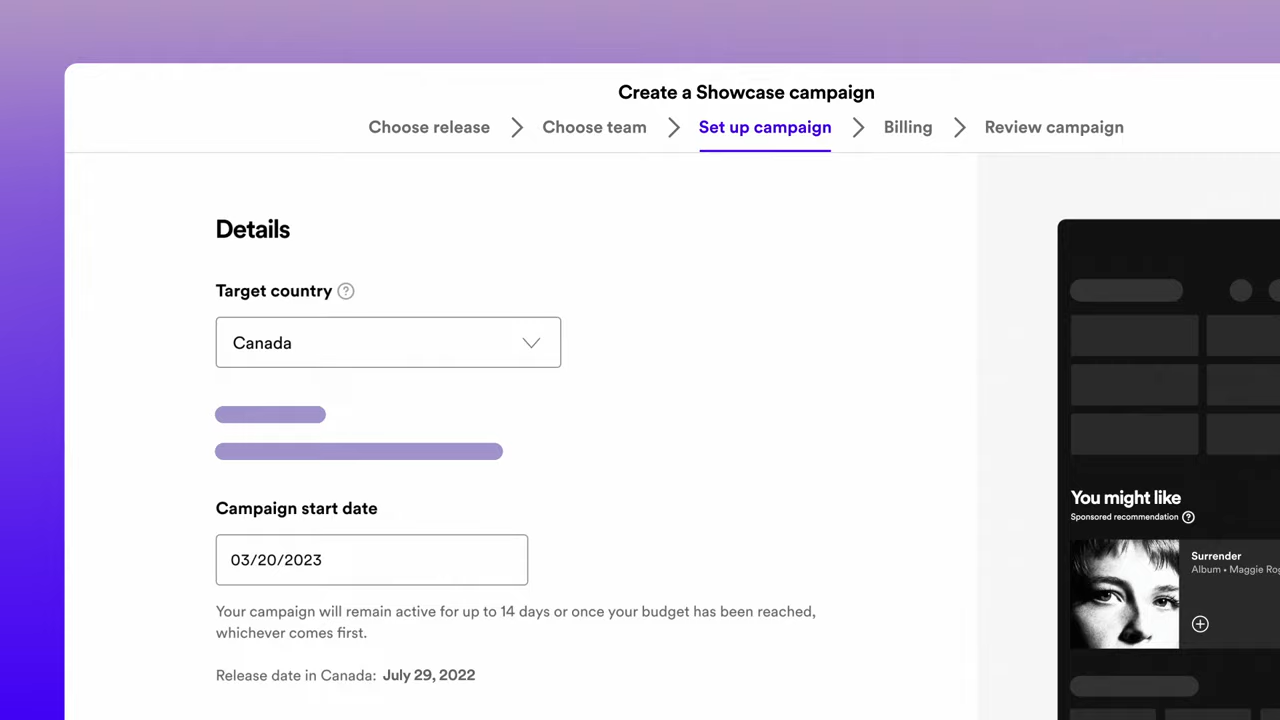 Create a Showcase campaign
Choose release
Choose team
Set up campaign
Billing
Review campaign
Details
Target country ?
Canada
Campaign start date
03/20/2023
Your campaign will remain active for up to 14 days or once your budget has been reached,
whichever comes first.
Release date in Canada: July 29, 2022
You might like
Sponsored recommendation ?
Surrender
Album • Maggie